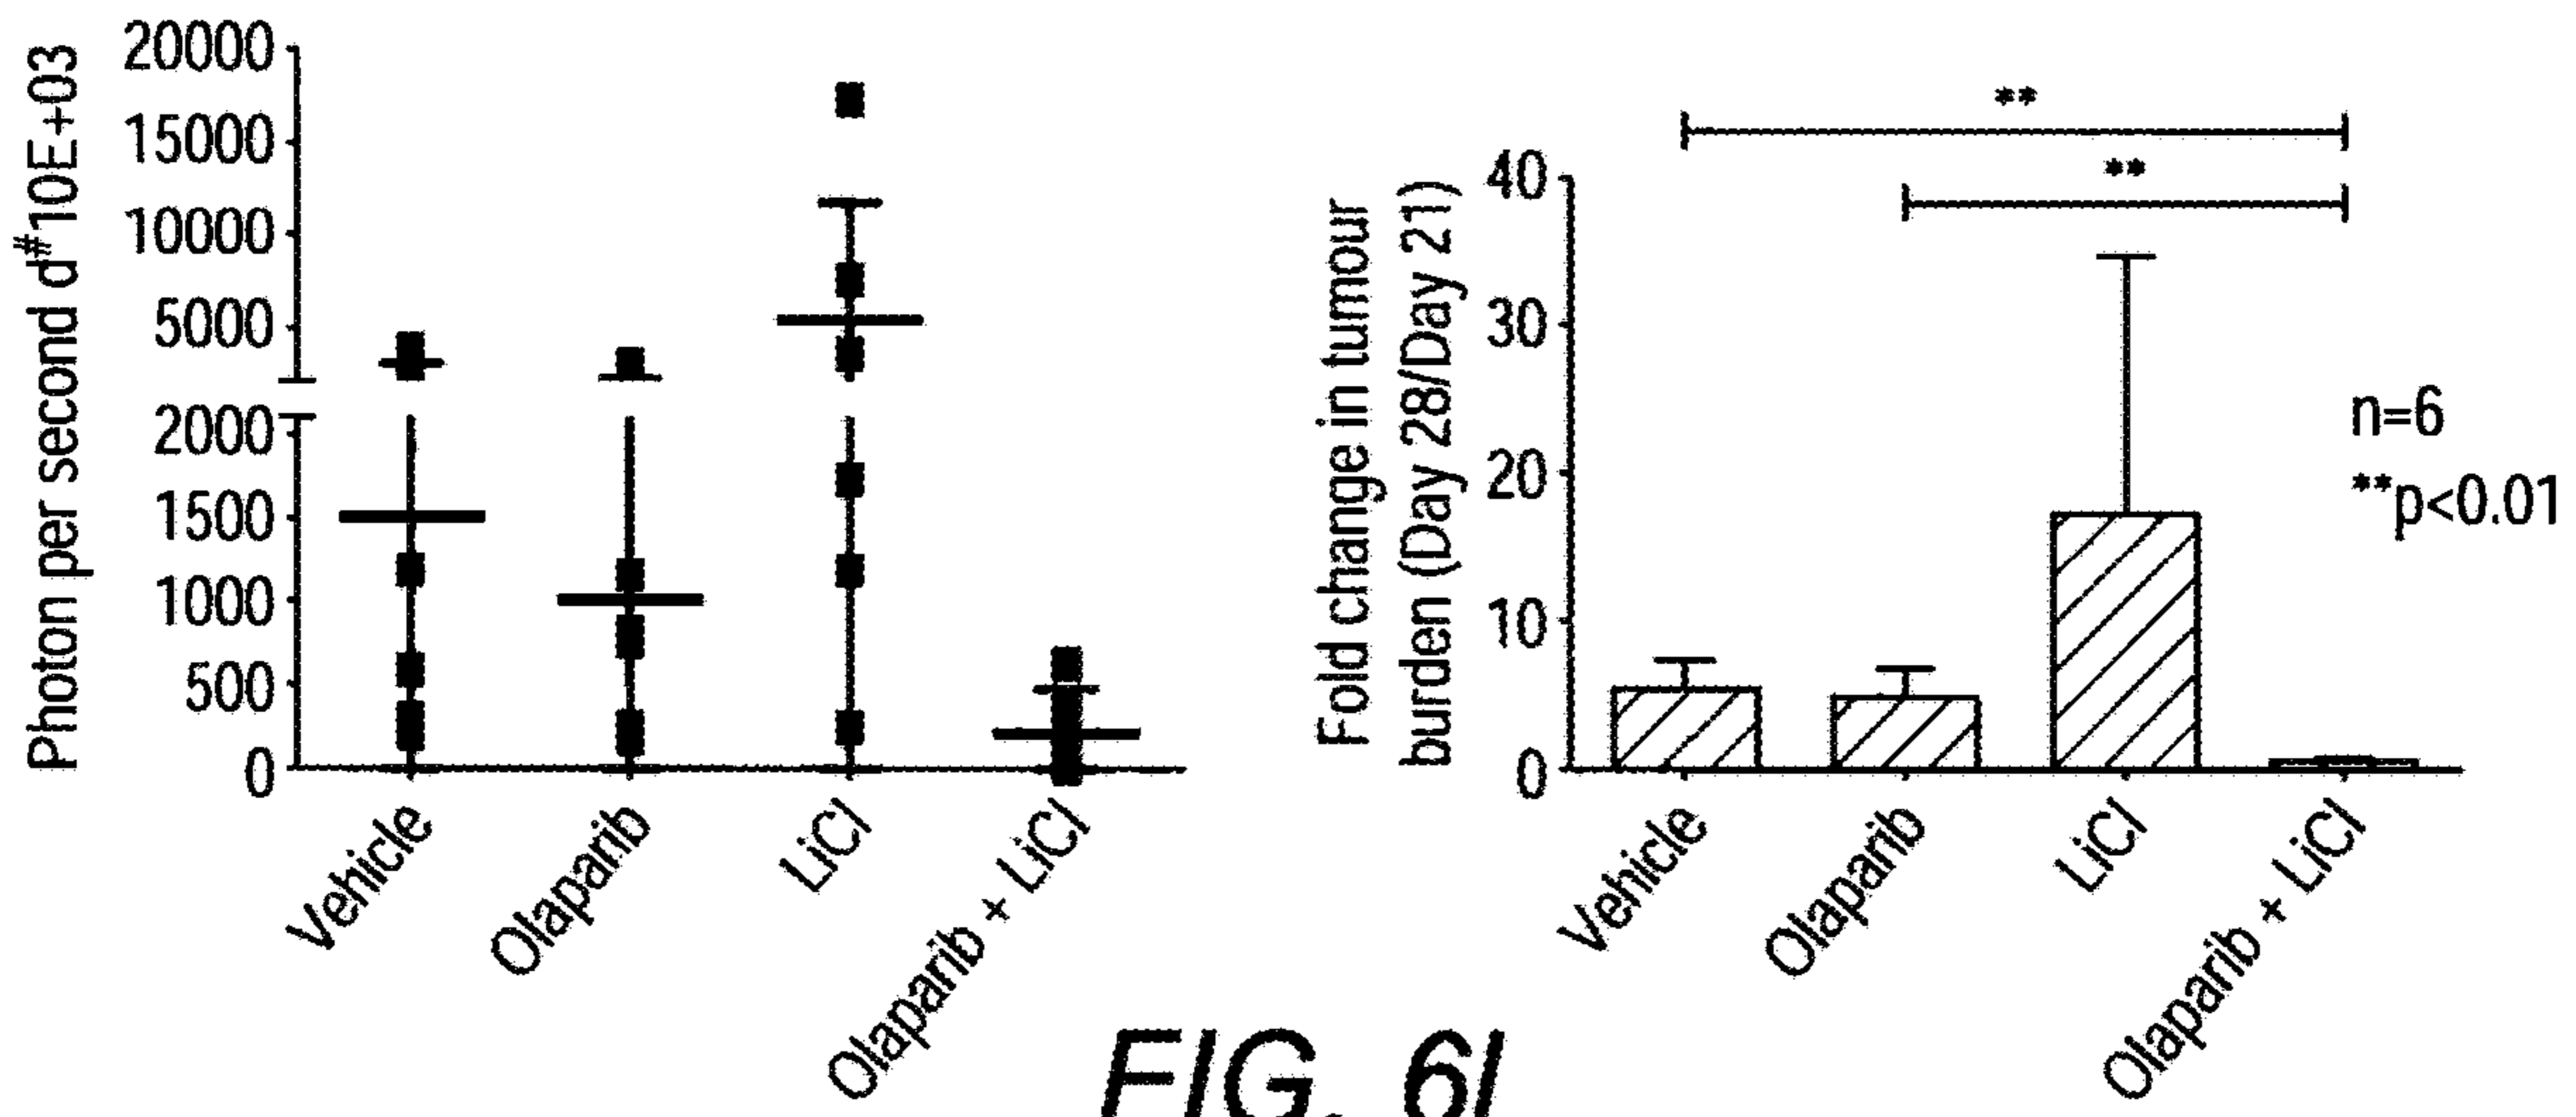 Photon per second d#10E+03
20000
15000
10000
5000
2000
1500
1000
500
0
Vehicle
Olaparib
LiCl
Olaparib + LiCl
Fold change in tumour
burden (Day 28/Day 21)
40
30
20
10
0
**
**
n=6
**p<0.01
Vehicle
Olaparib
LiCl
Olaparib + LiCl
FIG. 6I